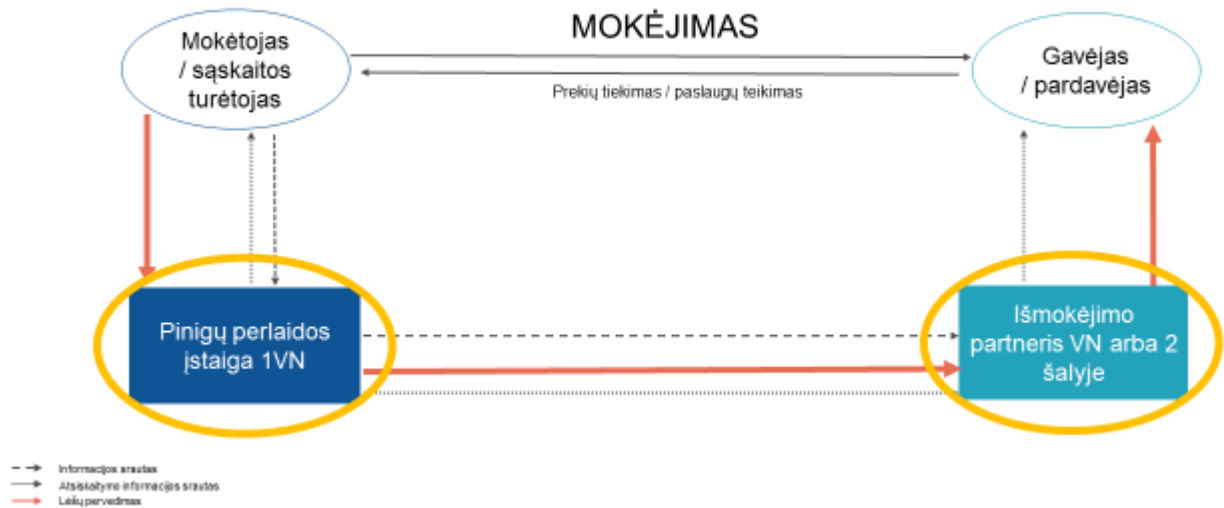 MOKĖJIMAS
Mokėtojas
/ sąskaitos
turėtojas
Gavėjas
/ pardavėjas
Prekių tiekimas / paslaugų teikimas
Pinigų perlaidos
įstaiga 1VN
Išmokėjimo
partneris VN arba 2
šalyje
Informacijos srautas
Atsiskaitymo informacijos srautas
Lėšų pervedimas